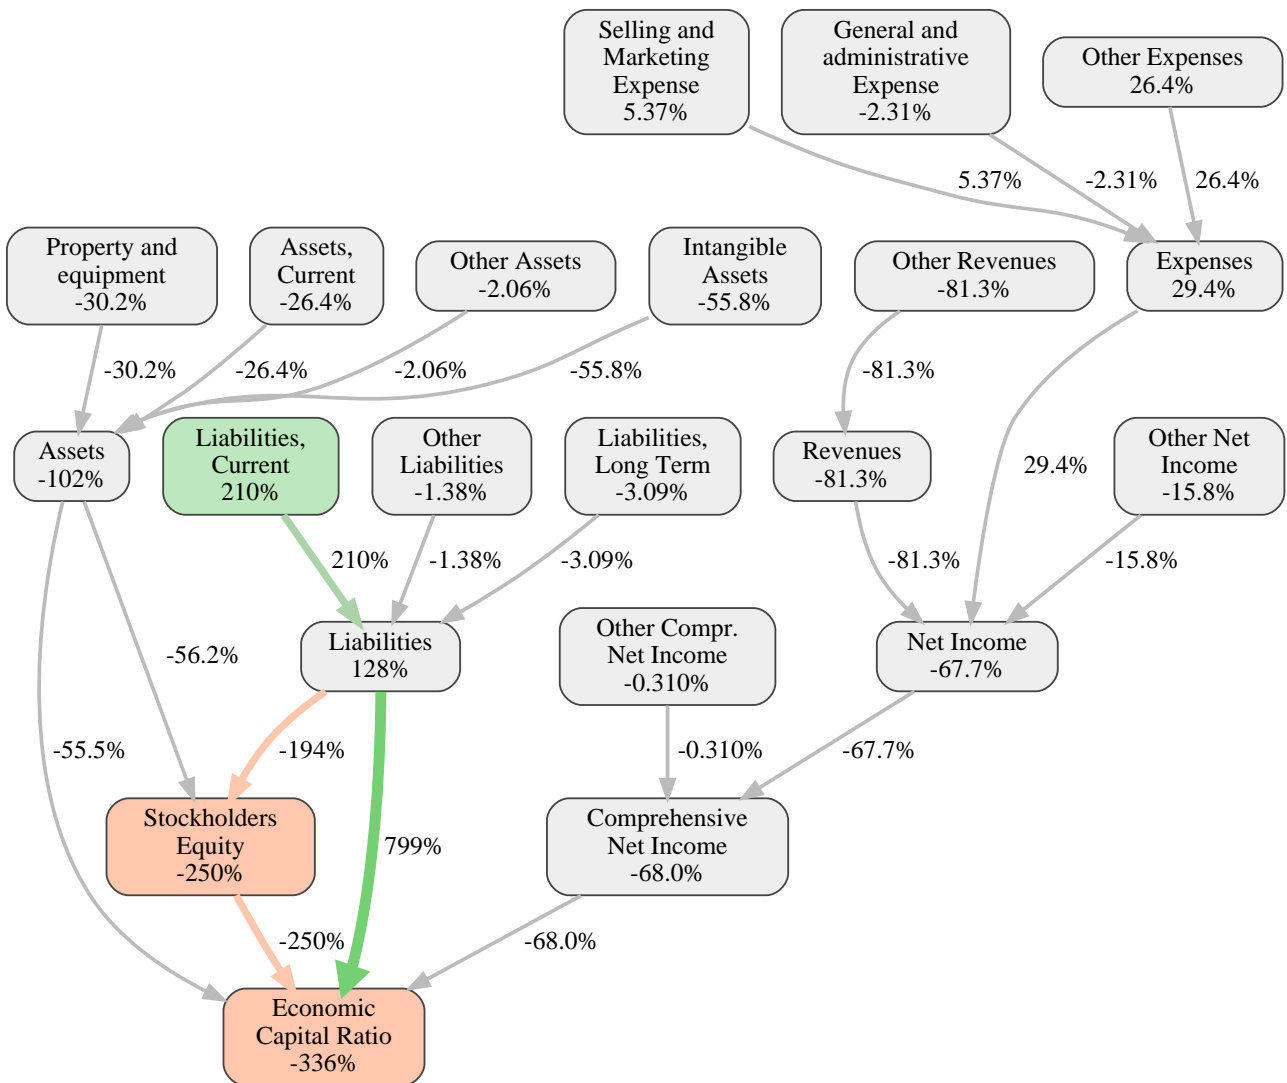 Selling and
Marketing
Expense
5.37%
General and
administrative
Expense
-2.31%
Other Expenses
26.4%
5.37%
-2.31%
26.4%
Property and
equipment
-30.2%
Assets,
Current
-26.4%
Other Assets
-2.06%
Intangible
Assets
-55.8%
Other Revenues
-81.3%
Expenses
29.4%
-30.2%
-26.4%
-2.06%
-55.8%
-81.3%
Assets
-102%
Liabilities,
Current
210%
Other
Liabilities
-1.38%
Liabilities,
Long Term
-3.09%
Revenues
-81.3%
29.4%
Other Net
Income
-15.8%
210%
-1.38%
-3.09%
-81.3%
-15.8%
-56.2%
Liabilities
128%
Other Compr.
Net Income
-0.310%
Net Income
-67.7%
-55.5%
-194%
-0.310%
-67.7%
Stockholders
Equity
-250%
799%
Comprehensive
Net Income
-68.0%
-250%
-68.0%
Economic
Capital Ratio
-336%